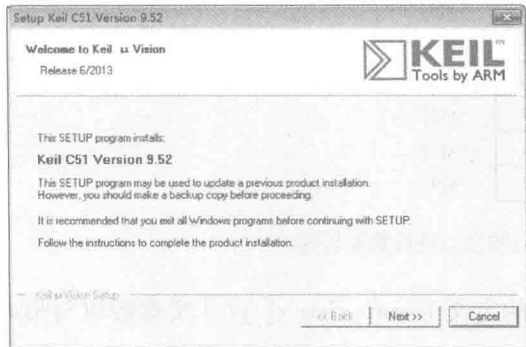 Setup Keil C51 Version 9.52
Welcome to Keil μ Vision
Release 6/2013
KEIL™
Tools by ARM
This SETUP program installs:
Keil C51 Version 9.52
This SETUP program may be used to update a previous product installation.
However, you should make a backup copy before proceeding.
It is recommended that you exit all Windows programs before continuing with SETUP.
Follow the instructions to complete the product installation.
Keil μVision Setup
<< Back
Next >>
Cancel